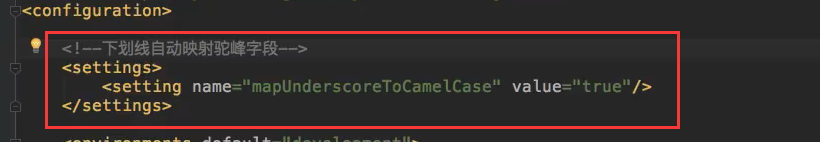 <configuration>
<!--下划线自动映射驼峰字段-->
<settings>
<setting name="mapUnderscoreToCamelCase" value="true"/>
</settings>